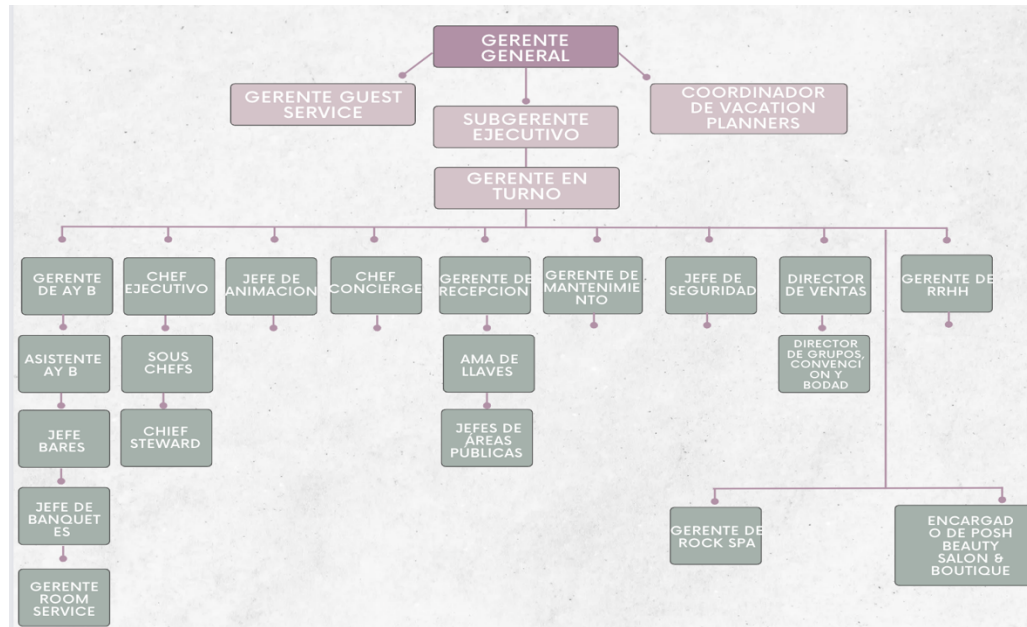 GERENTE
GENERAL
GERENTE GUEST
SERVICE
SUBGERENTE
EJECUTIVO
COORDINADOR
DE VACATION
PLANNERS
GERENTE EN
TURNO
GERENTE
DE AY B
CHEF
EJECUTIVO
JEFE DE
ANIMACION
CHEF
CONCIERGE
GERENTE DE
RECEPCION
GERENTE DE
MANTENIMIE
NTO
JEFE DE
SEGURIDAD
DIRECTOR
DE VENTAS
GERENTE DE
RRHH
ASISTENTE
AY B
SOUS
CHEFS
AMA DE
LLAVES
DIRECTOR
DE GRUPOS,
CONVENCI
ON Y
BODAD
JEFE
BARES
CHIEF
STEWARD
JEFES DE
ÁREAS
PÚBLICAS
JEFE DE
BANQUET
ES
GERENTE DE
ROCK SPA
ENCARGAD
O DE POSH
BEAUTY
SALON &
BOUTIQUE
GERENTE
ROOM
SERVICE